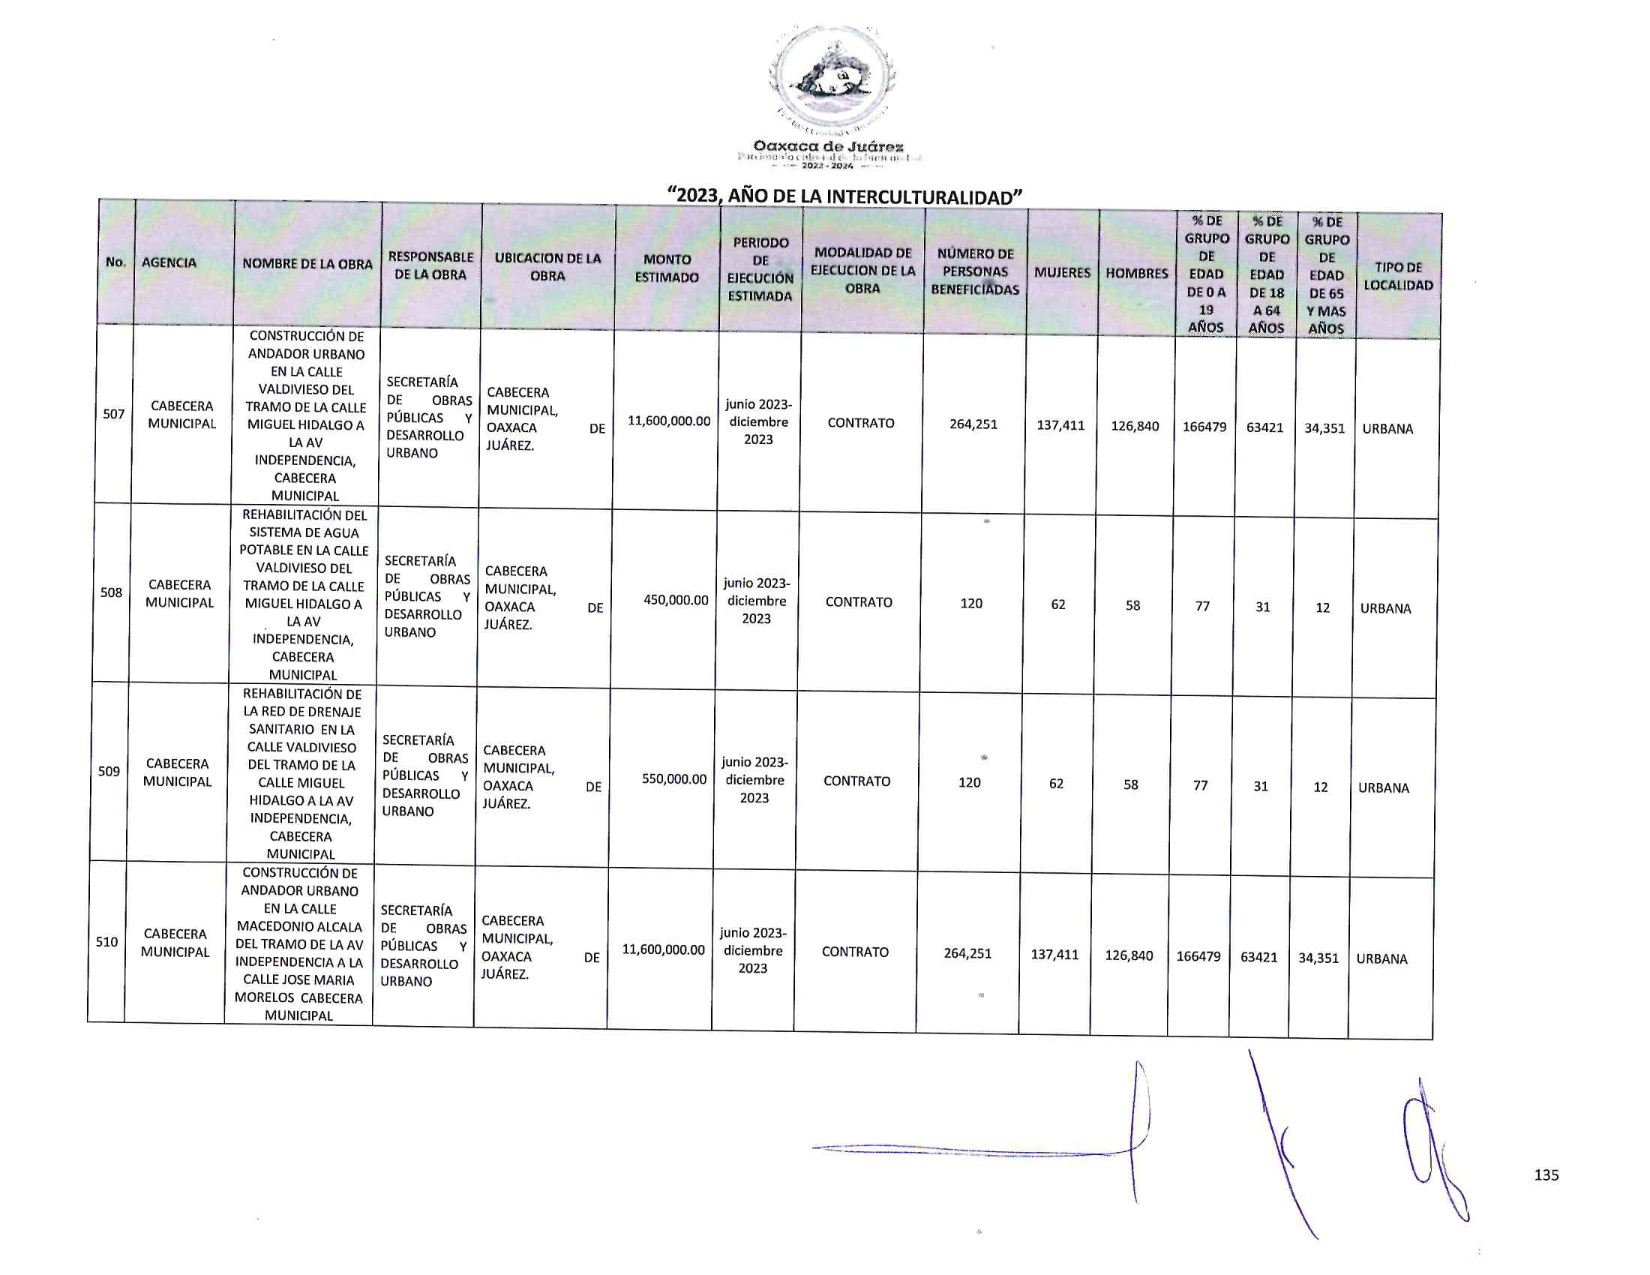 Oaxaca de Juárez
2022 - 2024
“2023, AÑO DE LA INTERCULTURALIDAD”
No.
AGENCIA
NOMBRE DE LA OBRA
RESPONSABLE
DE LA OBRA
UBICACION DE LA
OBRA
MONTO
ESTIMADO
PERIODO
DE
EJECUCIÓN
ESTIMADA
MODALIDAD DE
EJECUCION DE LA
OBRA
NÚMERO DE
PERSONAS
BENEFICIADAS
MUJERES
HOMBRES
% DE
GRUPO
DE
EDAD
DE 0 A
19
AÑOS
% DE
GRUPO
DE
EDAD
DE 18
A 64
AÑOS
% DE
GRUPO
DE
EDAD
DE 65
Y MAS
AÑOS
TIPO DE
LOCALIDAD
507
CABECERA
MUNICIPAL
CONSTRUCCIÓN DE
ANDADOR URBANO
EN LA CALLE
VALDIVIESO DEL
TRAMO DE LA CALLE
MIGUEL HIDALGO A
LA AV
INDEPENDENCIA,
CABECERA
MUNICIPAL
SECRETARÍA
DE OBRAS
PÚBLICAS Y
DESARROLLO
URBANO
CABECERA
MUNICIPAL,
OAXACA DE
JUÁREZ.
11,600,000.00
junio 2023-
diciembre
2023
CONTRATO
264,251
137,411
126,840
166479
63421
34,351
URBANA
508
CABECERA
MUNICIPAL
REHABILITACIÓN DEL
SISTEMA DE AGUA
POTABLE EN LA CALLE
VALDIVIESO DEL
TRAMO DE LA CALLE
MIGUEL HIDALGO A
LA AV
INDEPENDENCIA,
CABECERA
MUNICIPAL
SECRETARÍA
DE OBRAS
PÚBLICAS Y
DESARROLLO
URBANO
CABECERA
MUNICIPAL,
OAXACA DE
JUÁREZ.
450,000.00
junio 2023-
diciembre
2023
CONTRATO
120
62
58
77
31
12
URBANA
509
CABECERA
MUNICIPAL
REHABILITACIÓN DE
LA RED DE DRENAJE
SANITARIO EN LA
CALLE VALDIVIESO
DEL TRAMO DE LA
CALLE MIGUEL
HIDALGO A LA AV
INDEPENDENCIA,
CABECERA
MUNICIPAL
SECRETARÍA
DE OBRAS
PÚBLICAS Y
DESARROLLO
URBANO
CABECERA
MUNICIPAL,
OAXACA DE
JUÁREZ.
550,000.00
junio 2023-
diciembre
2023
CONTRATO
120
62
58
77
31
12
URBANA
510
CABECERA
MUNICIPAL
CONSTRUCCIÓN DE
ANDADOR URBANO
EN LA CALLE
MACEDONIO ALCALA
DEL TRAMO DE LA AV
INDEPENDENCIA A LA
CALLE JOSE MARIA
MORELOS CABECERA
MUNICIPAL
SECRETARÍA
DE OBRAS
PÚBLICAS Y
DESARROLLO
URBANO
CABECERA
MUNICIPAL,
OAXACA DE
JUÁREZ.
11,600,000.00
junio 2023-
diciembre
2023
CONTRATO
264,251
137,411
126,840
166479
63421
34,351
URBANA
135